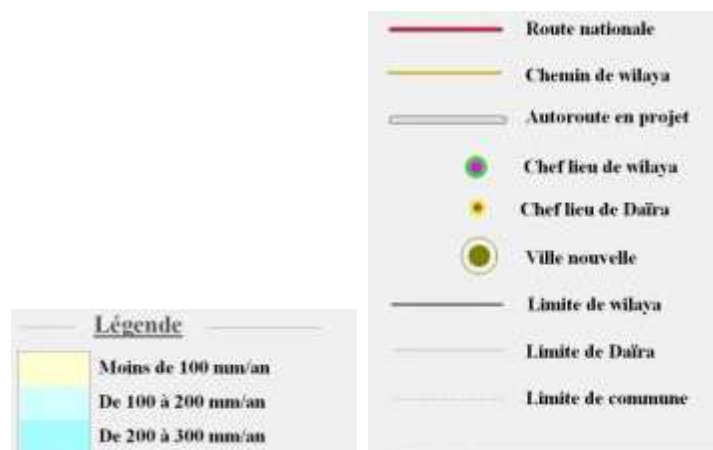 Légende
Moins de 100 mm/an
De 100 à 200 mm/an
De 200 à 300 mm/an
Route nationale
Chemin de wilaya
Autoroute en projet
Chef lieu de wilaya
Chef lieu de Daïra
Ville nouvelle
Limite de wilaya
Limite de Daïra
Limite de commune